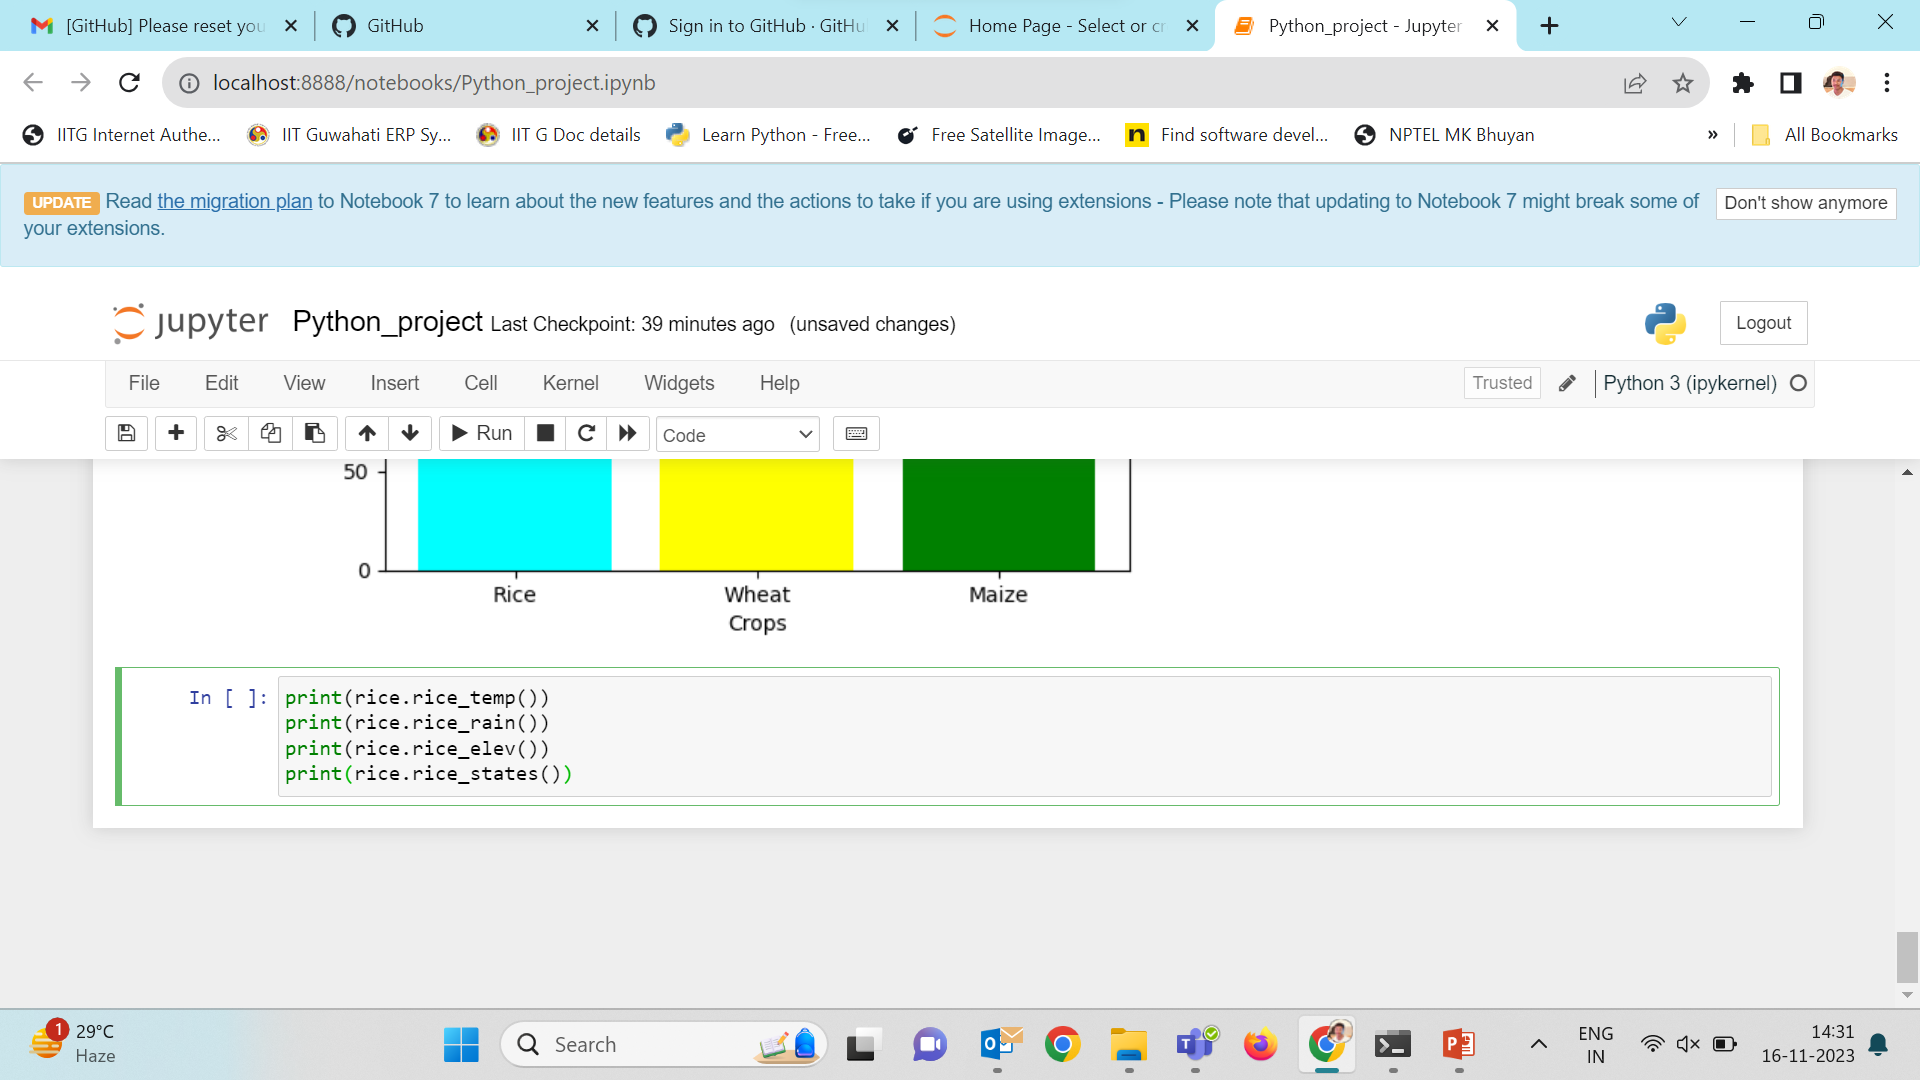 [GitHub] Please reset you
GitHub
Sign in to GitHub · GitHu
Home Page - Select or cr
Python_project - Jupyter
localhost:8888/notebooks/Python_project.ipynb
IITG Internet Authe...
IIT Guwahati ERP Sy...
IIT G Doc details
Learn Python - Free...
Free Satellite Image...
n Find software devel...
NPTEL MK Bhuyan
»
All Bookmarks
UPDATE Read the migration plan to Notebook 7 to learn about the new features and the actions to take if you are using extensions - Please note that updating to Notebook 7 might break some of
your extensions.
Don't show anymore
jupyter Python_project Last Checkpoint: 39 minutes ago (unsaved changes)
Logout
File Edit View Insert Cell Kernel Widgets Help
Trusted
Python 3 (ipykernel)
Run
Code
50
0
Rice Wheat Maize
Crops
In [ ]:
print(rice.rice_temp())
print(rice.rice_rain())
print(rice.rice_elev())
print(rice.rice_states())
1
29°C
Haze
Search
ENG
IN
14:31
16-11-2023